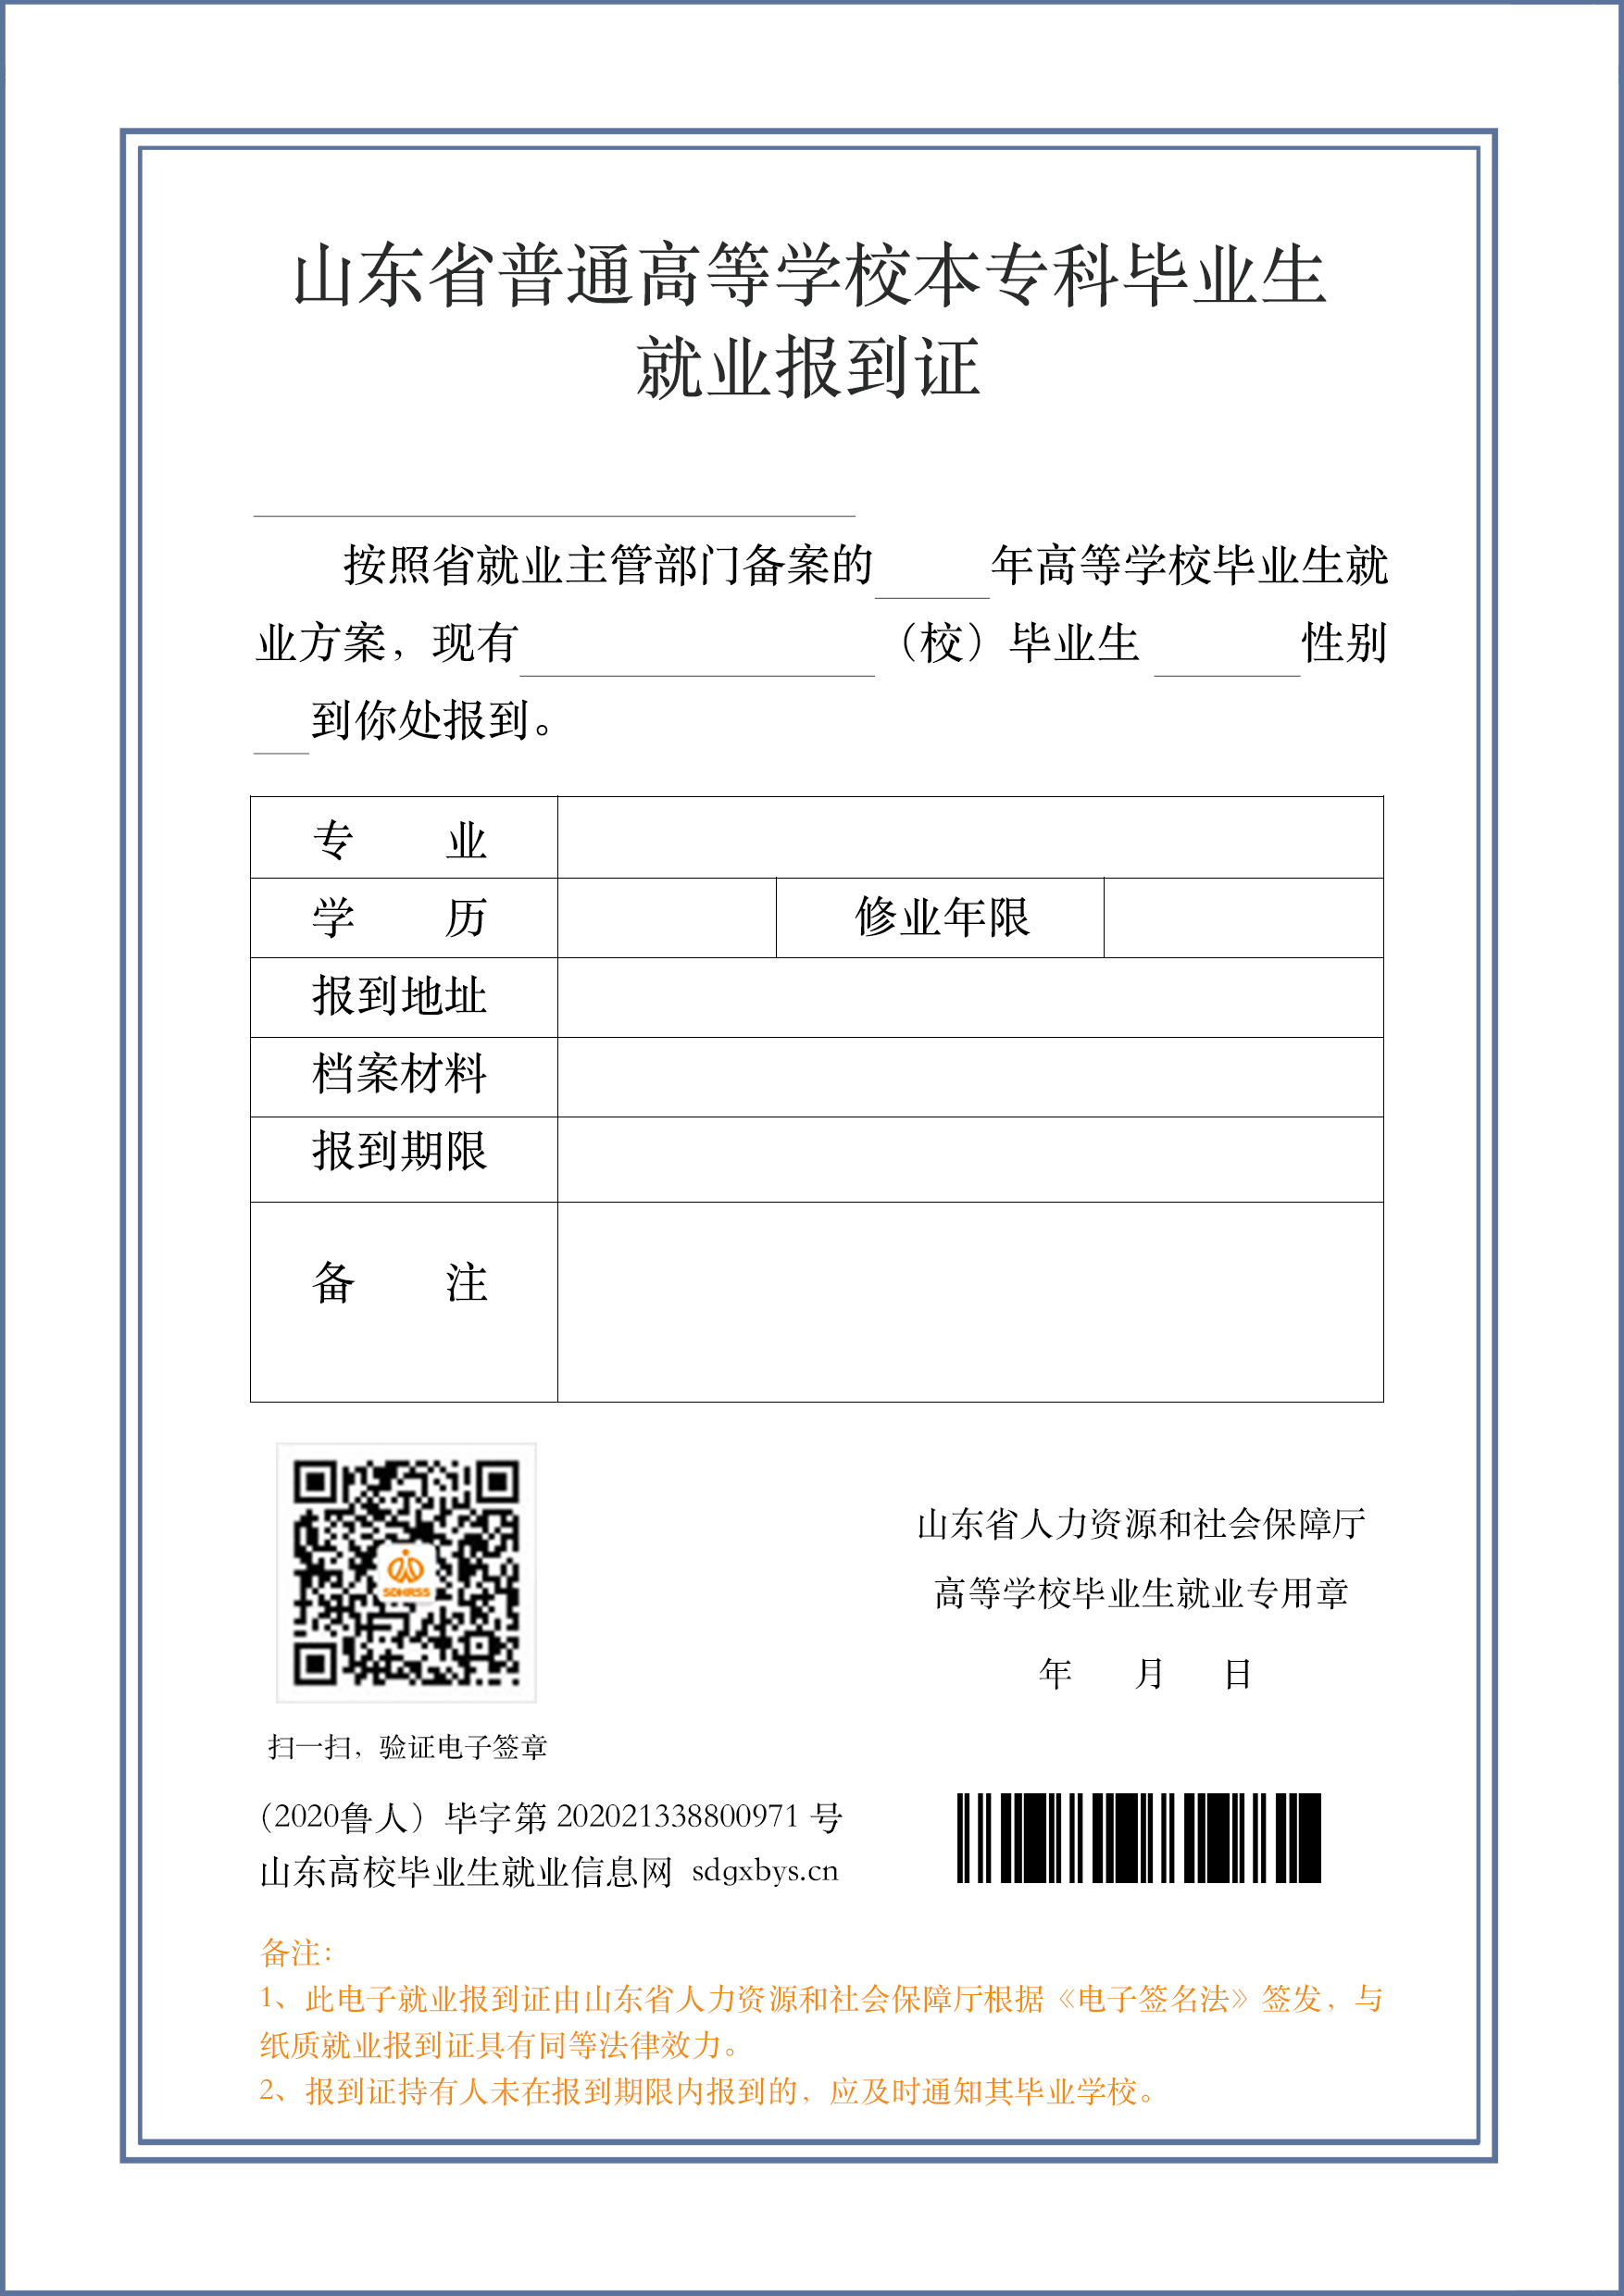 山东省普通高等学校本专科毕业生
就业报到证
按照省就业主管部门备案的 年高等学校毕业生就
业方案，现有 （校）毕业生 性别
到你处报到。
专 业
学 历 修业年限
报到地址
档案材料
报到期限
备 注
SDHRSS
山东省人力资源和社会保障厅
高等学校毕业生就业专用章
年 月 日
扫一扫，验证电子签章
（2020鲁人）毕字第 202021338800971 号
山东高校毕业生就业信息网 sdgxbys.cn
备注：
1、此电子就业报到证由山东省人力资源和社会保障厅根据《电子签名法》签发，与
纸质就业报到证具有同等法律效力。
2、报到证持有人未在报到期限内报到的，应及时通知其毕业学校。